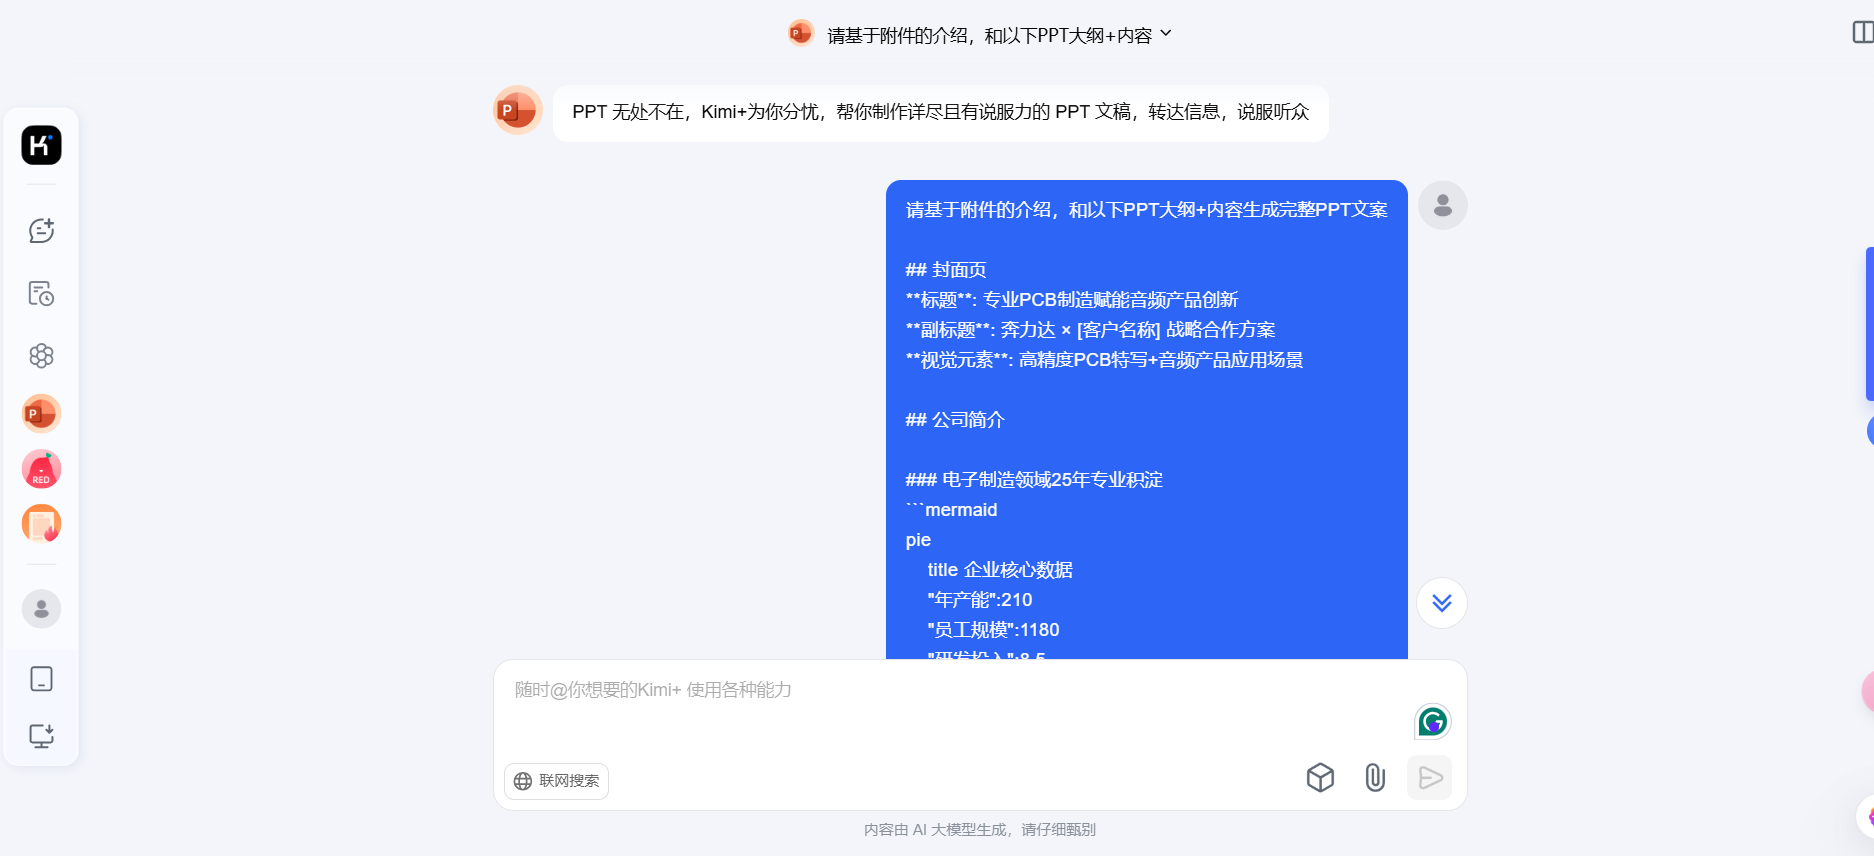 请基于附件的介绍，和以下PPT大纲+内容
PPT 无处不在，Kimi+为你分忧，帮你制作详尽且有说服力的 PPT 文稿，转达信息，说服听众
请基于附件的介绍，和以下PPT大纲+内容生成完整PPT文案
## 封面页
**标题**: 专业PCB制造赋能音频产品创新
**副标题**: 奔力达 × [客户名称] 战略合作方案
**视觉元素**: 高精度PCB特写+音频产品应用场景
## 公司简介
### 电子制造领域25年专业积淀
```mermaid
pie
title 企业核心数据
"年产能":210
"员工规模":1180
"研发投入":8.5
RED
随时@你想要的Kimi+ 使用各种能力
联网搜索
内容由 AI 大模型生成，请仔细甄别